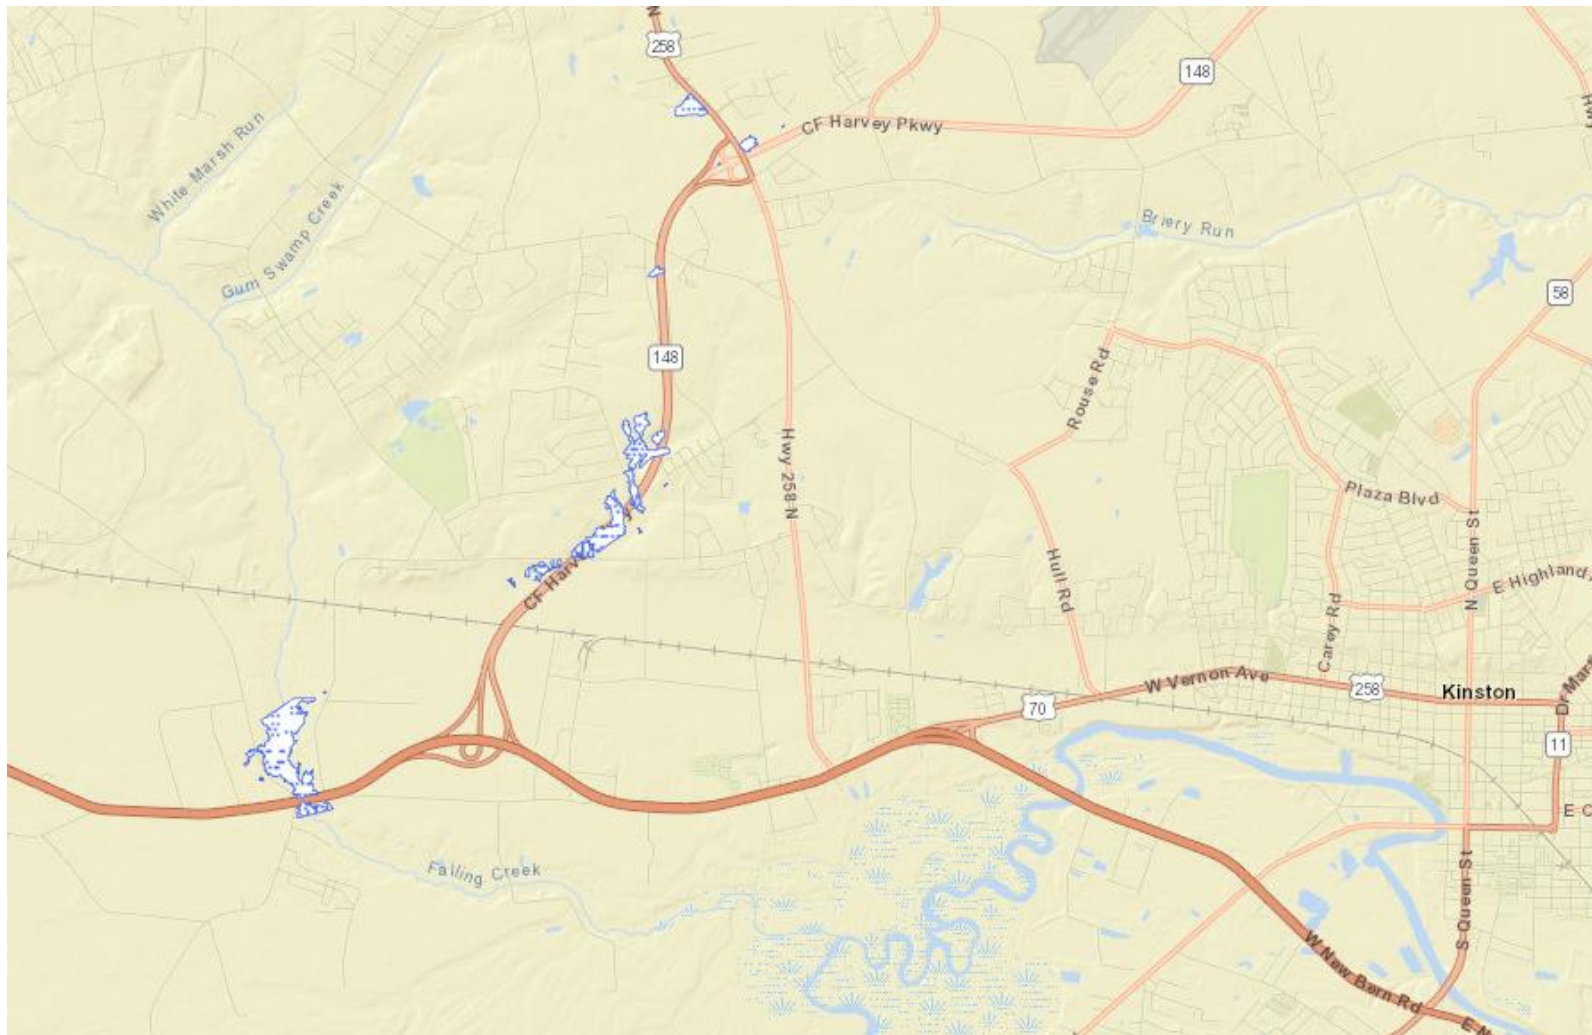 258
148
CF Harvey Pkwy
White Marsh Run
Gum Swamp Creek
Briery Run
58
148
Rouse Rd
Hwy 258 N
Plaza Blvd
N Queen St
E Highland
Hull Rd
Carey Rd
CF Harv
W Vernon Ave
258
Kinston
70
11
E C
Falling Creek
S Queen St
W New Bern Rd